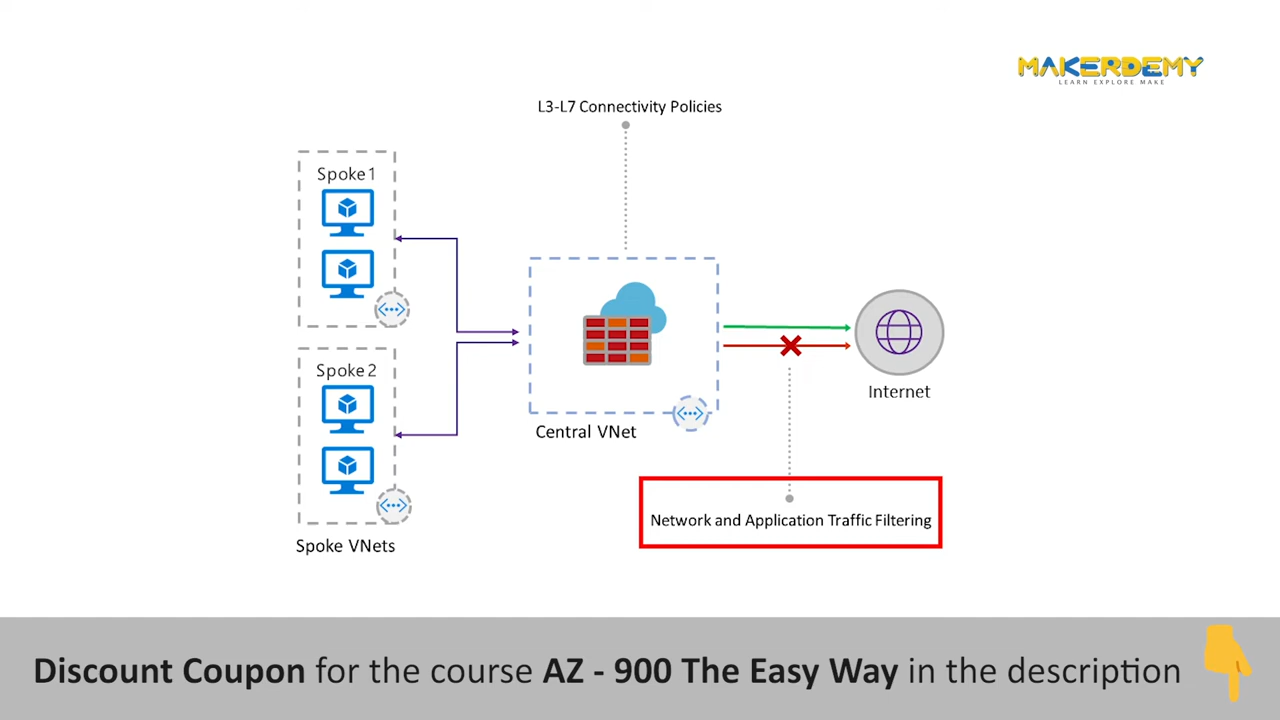 MAKERDEMY
LEARN EXPLORE MAKE
L3-L7 Connectivity Policies
Spoke 1
Spoke 2
Spoke VNets
Central VNet
Internet
Network and Application Traffic Filtering
Discount Coupon for the course AZ - 900 The Easy Way in the description